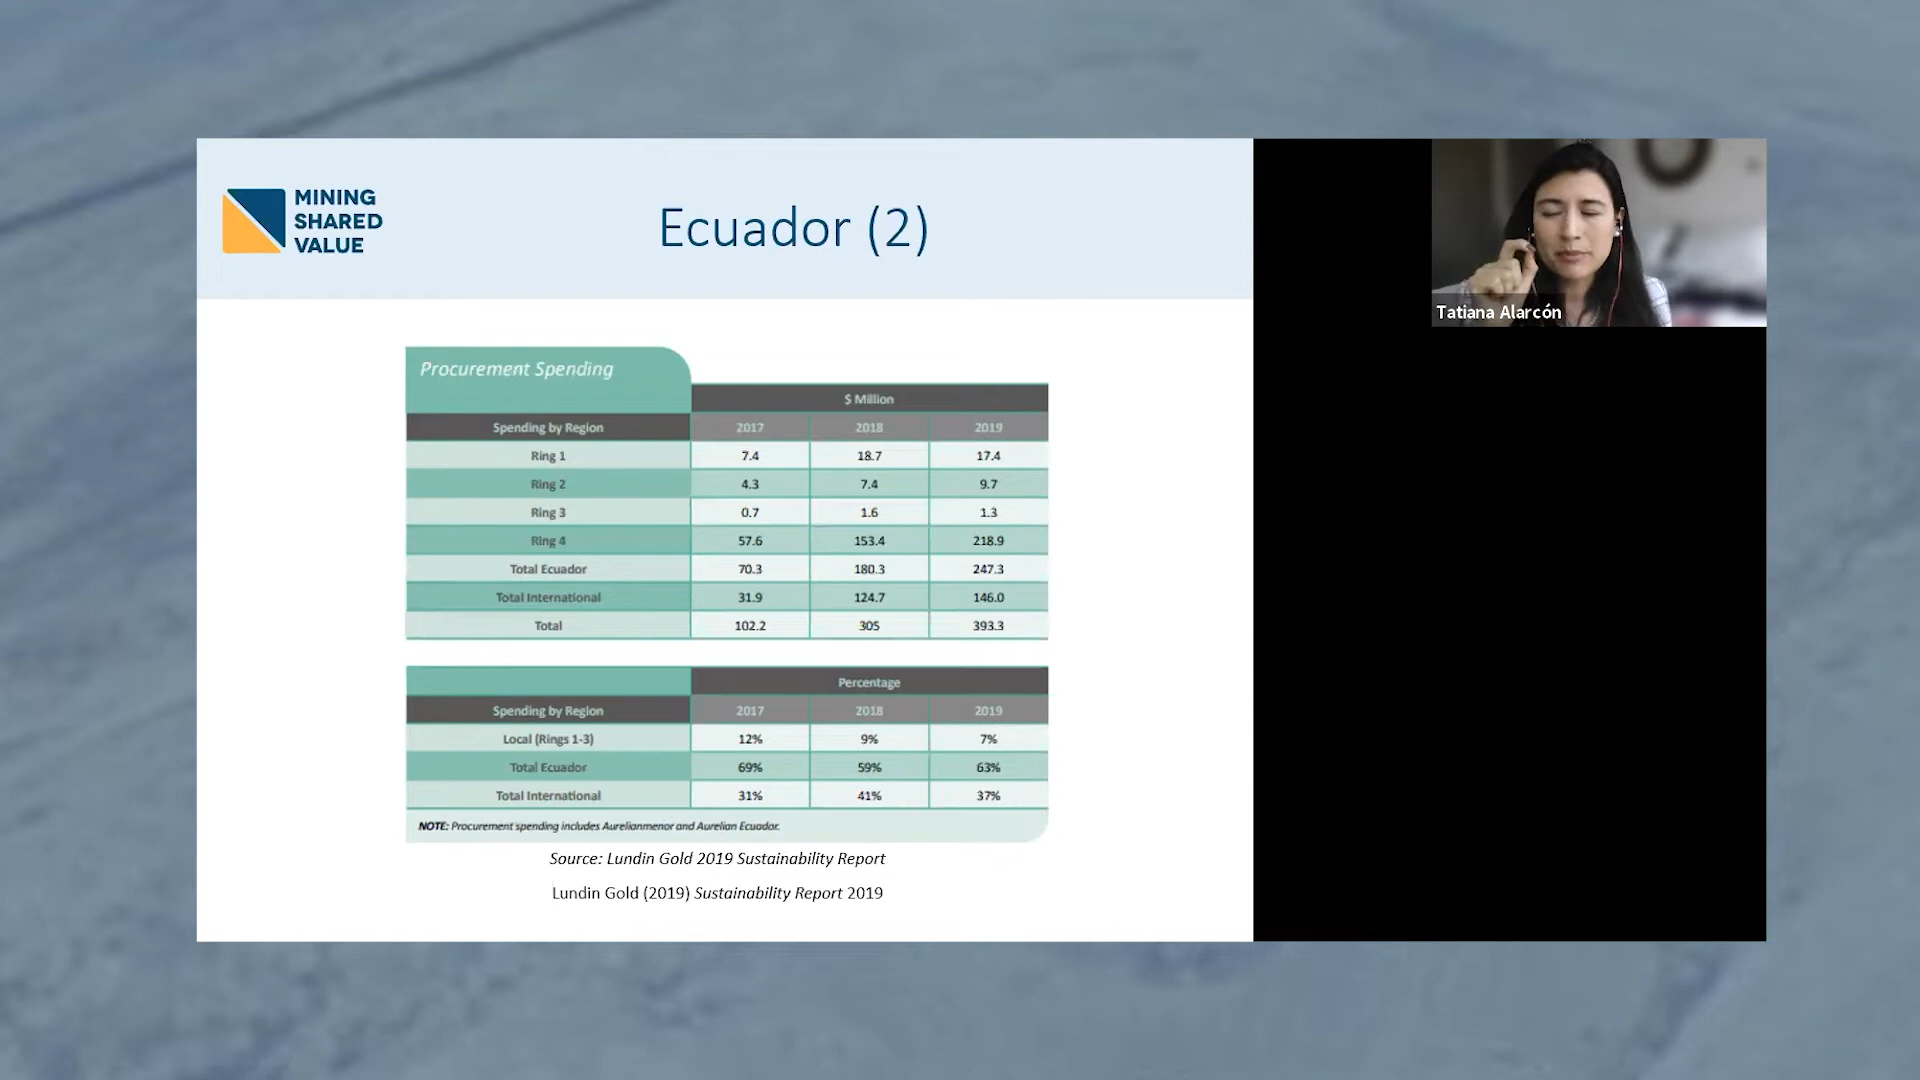 MINING
SHARED
VALUE
Ecuador (2)
Tatiana Alarcón
Procurement Spending
$ Million
Spending by Region 2017 2018 2019
Ring 1 7.4 18.7 17.4
Ring 2 4.3 7.4 9.7
Ring 3 0.7 1.6 1.3
Ring 4 57.6 153.4 218.9
Total Ecuador 70.3 180.3 247.3
Total International 31.9 124.7 146.0
Total 102.2 305 393.3
Percentage
Spending by Region 2017 2018 2019
Local (Rings 1-3) 12% 9% 7%
Total Ecuador 69% 59% 63%
Total International 31% 41% 37%
NOTE: Procurement spending includes Aurelianmenor and Aurelian Ecuador.
Source: Lundin Gold 2019 Sustainability Report
Lundin Gold (2019) Sustainability Report 2019